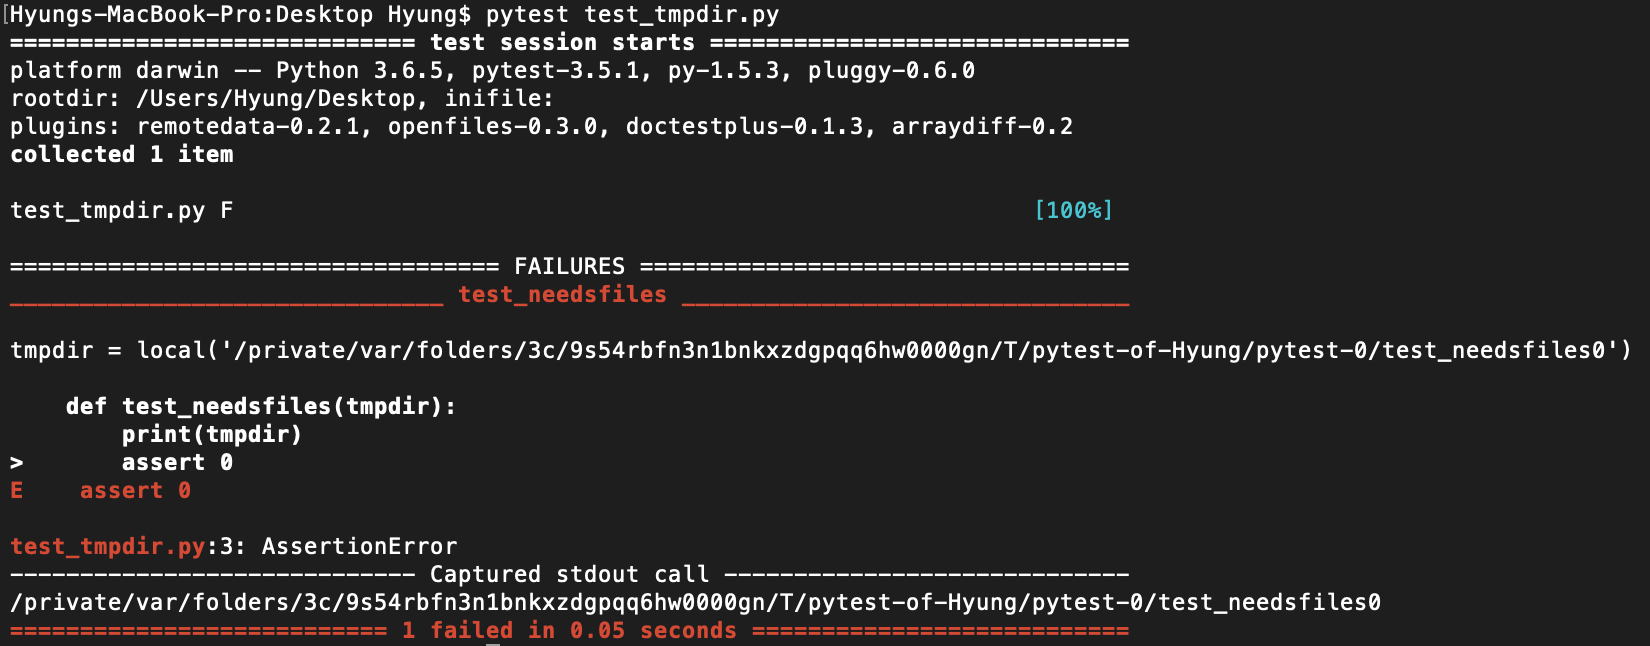 [Hyungs-MacBook-Pro:Desktop Hyung$ pytest test_tmpdir.py
============================= test session starts ==============================
platform darwin -- Python 3.6.5, pytest-3.5.1, py-1.5.3, pluggy-0.6.0
rootdir: /Users/Hyung/Desktop, inifile:
plugins: remotedata-0.2.1, openfiles-0.3.0, doctestplus-0.1.3, arraydiff-0.2
collected 1 item

test_tmpdir.py F                                                         [100%]

=================================== FAILURES ===================================
_______________________________ test_needsfiles ________________________________

tmpdir = local('/private/var/folders/3c/9s54rbfn3n1bnkxzdgpqq6hw0000gn/T/pytest-of-Hyung/pytest-0/test_needsfiles0')

    def test_needsfiles(tmpdir):
        print(tmpdir)
>       assert 0
E    assert 0

test_tmpdir.py:3: AssertionError
----------------------------- Captured stdout call -----------------------------
/private/var/folders/3c/9s54rbfn3n1bnkxzdgpqq6hw0000gn/T/pytest-of-Hyung/pytest-0/test_needsfiles0
=========================== 1 failed in 0.05 seconds ===========================